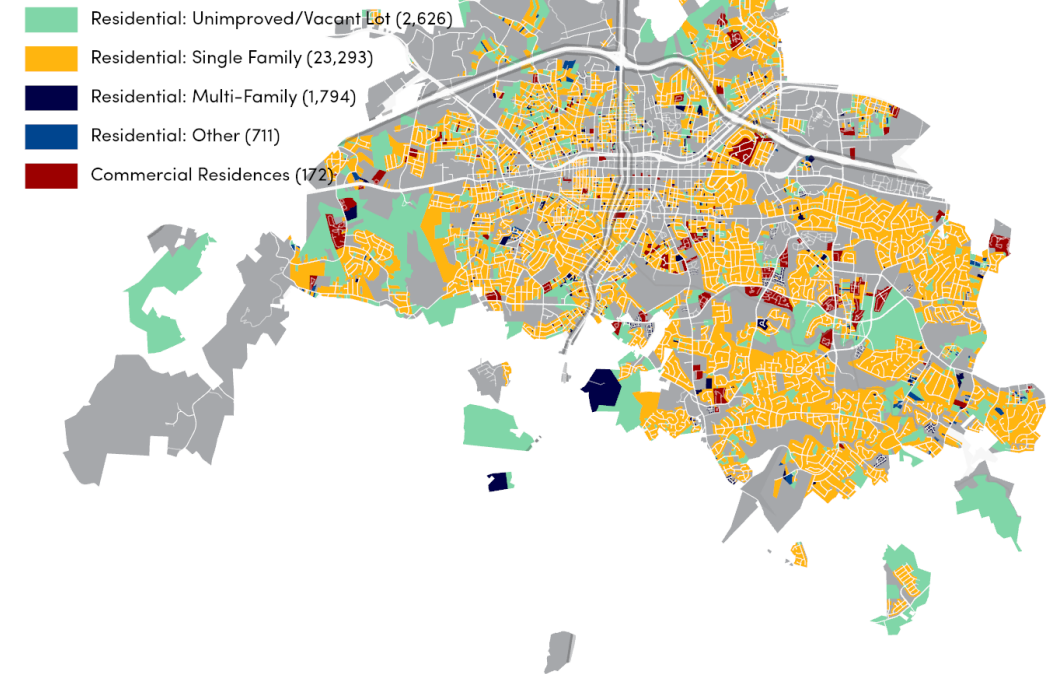 Residential: Unimproved/Vacant Lot (2,626)
Residential: Single Family (23,293)
Residential: Multi-Family (1,794)
Residential: Other (711)
Commercial Residences (172)